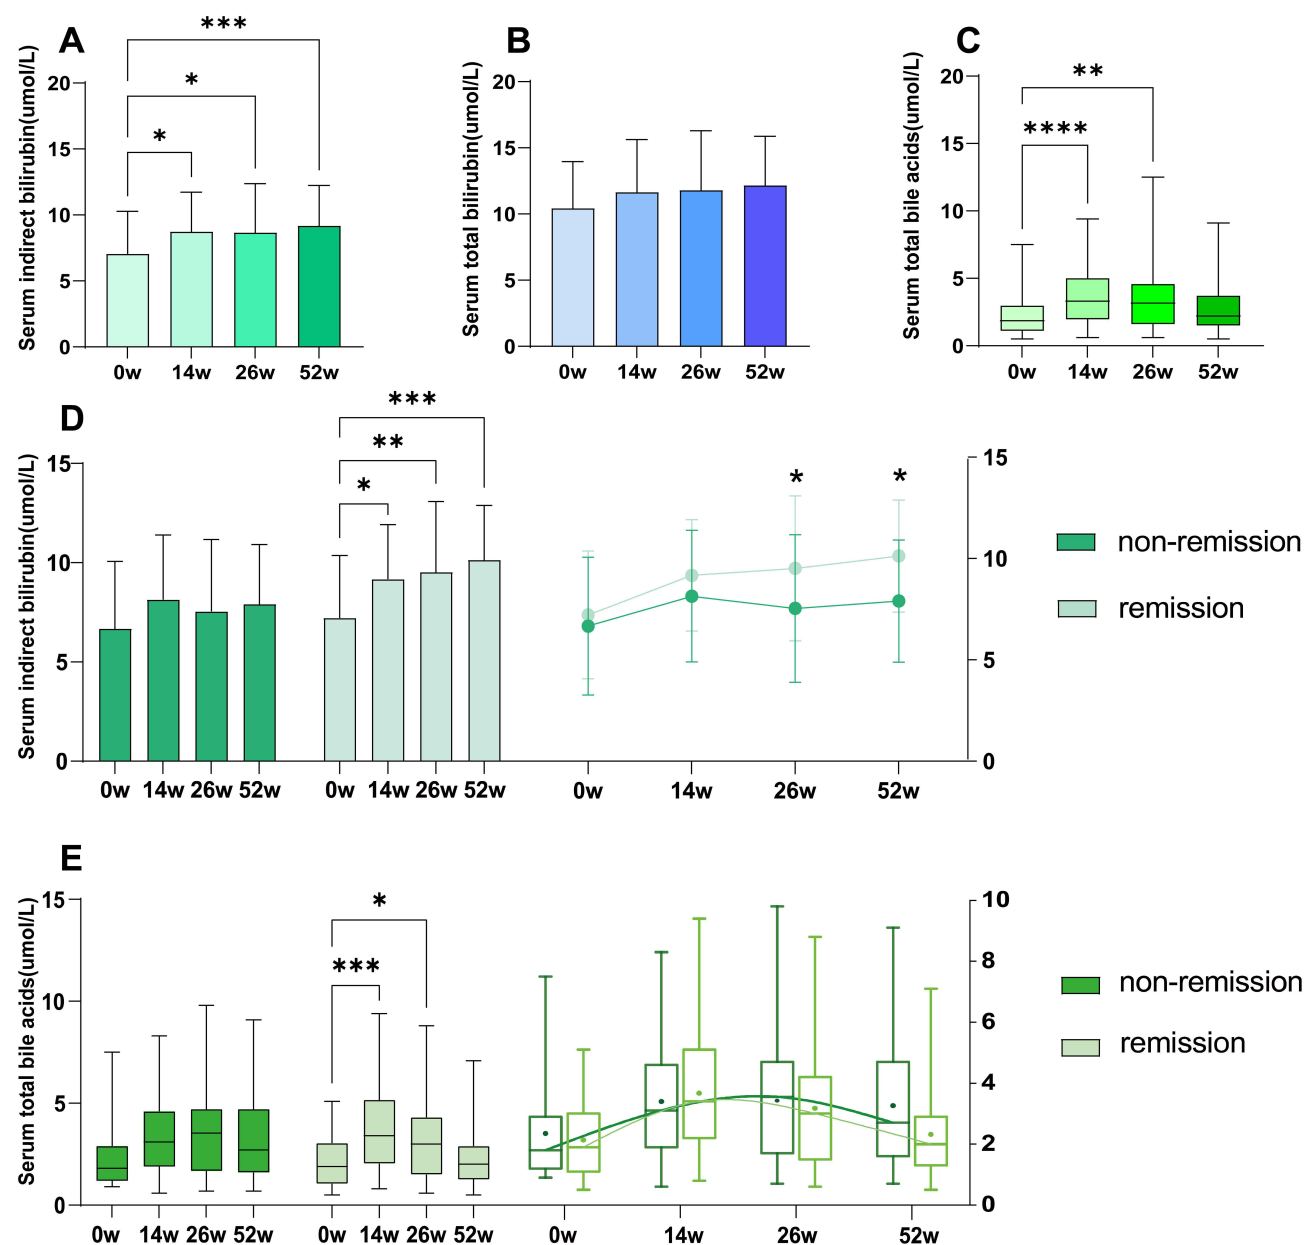 A
B
C
***
*
*
**
****
Serum indirect bilirubin(umol/L)
20
15
10
5
0
0w 14w 26w 52w
Serum total bilirubin(umol/L)
20
15
10
5
0
0w 14w 26w 52w
Serum total bile acids(umol/L)
20
15
10
5
0
0w 14w 26w 52w
D
***
**
*
* *
Serum indirect bilirubin(umol/L)
15
10
5
0
0w 14w 26w 52w
0w 14w 26w 52w
0w 14w 26w 52w
15
10
5
0
non-remission
remission
E
*
***
Serum total bile acids(umol/L)
15
10
5
0
0w 14w 26w 52w
0w 14w 26w 52w
0w 14w 26w 52w
10
8
6
4
2
0
non-remission
remission